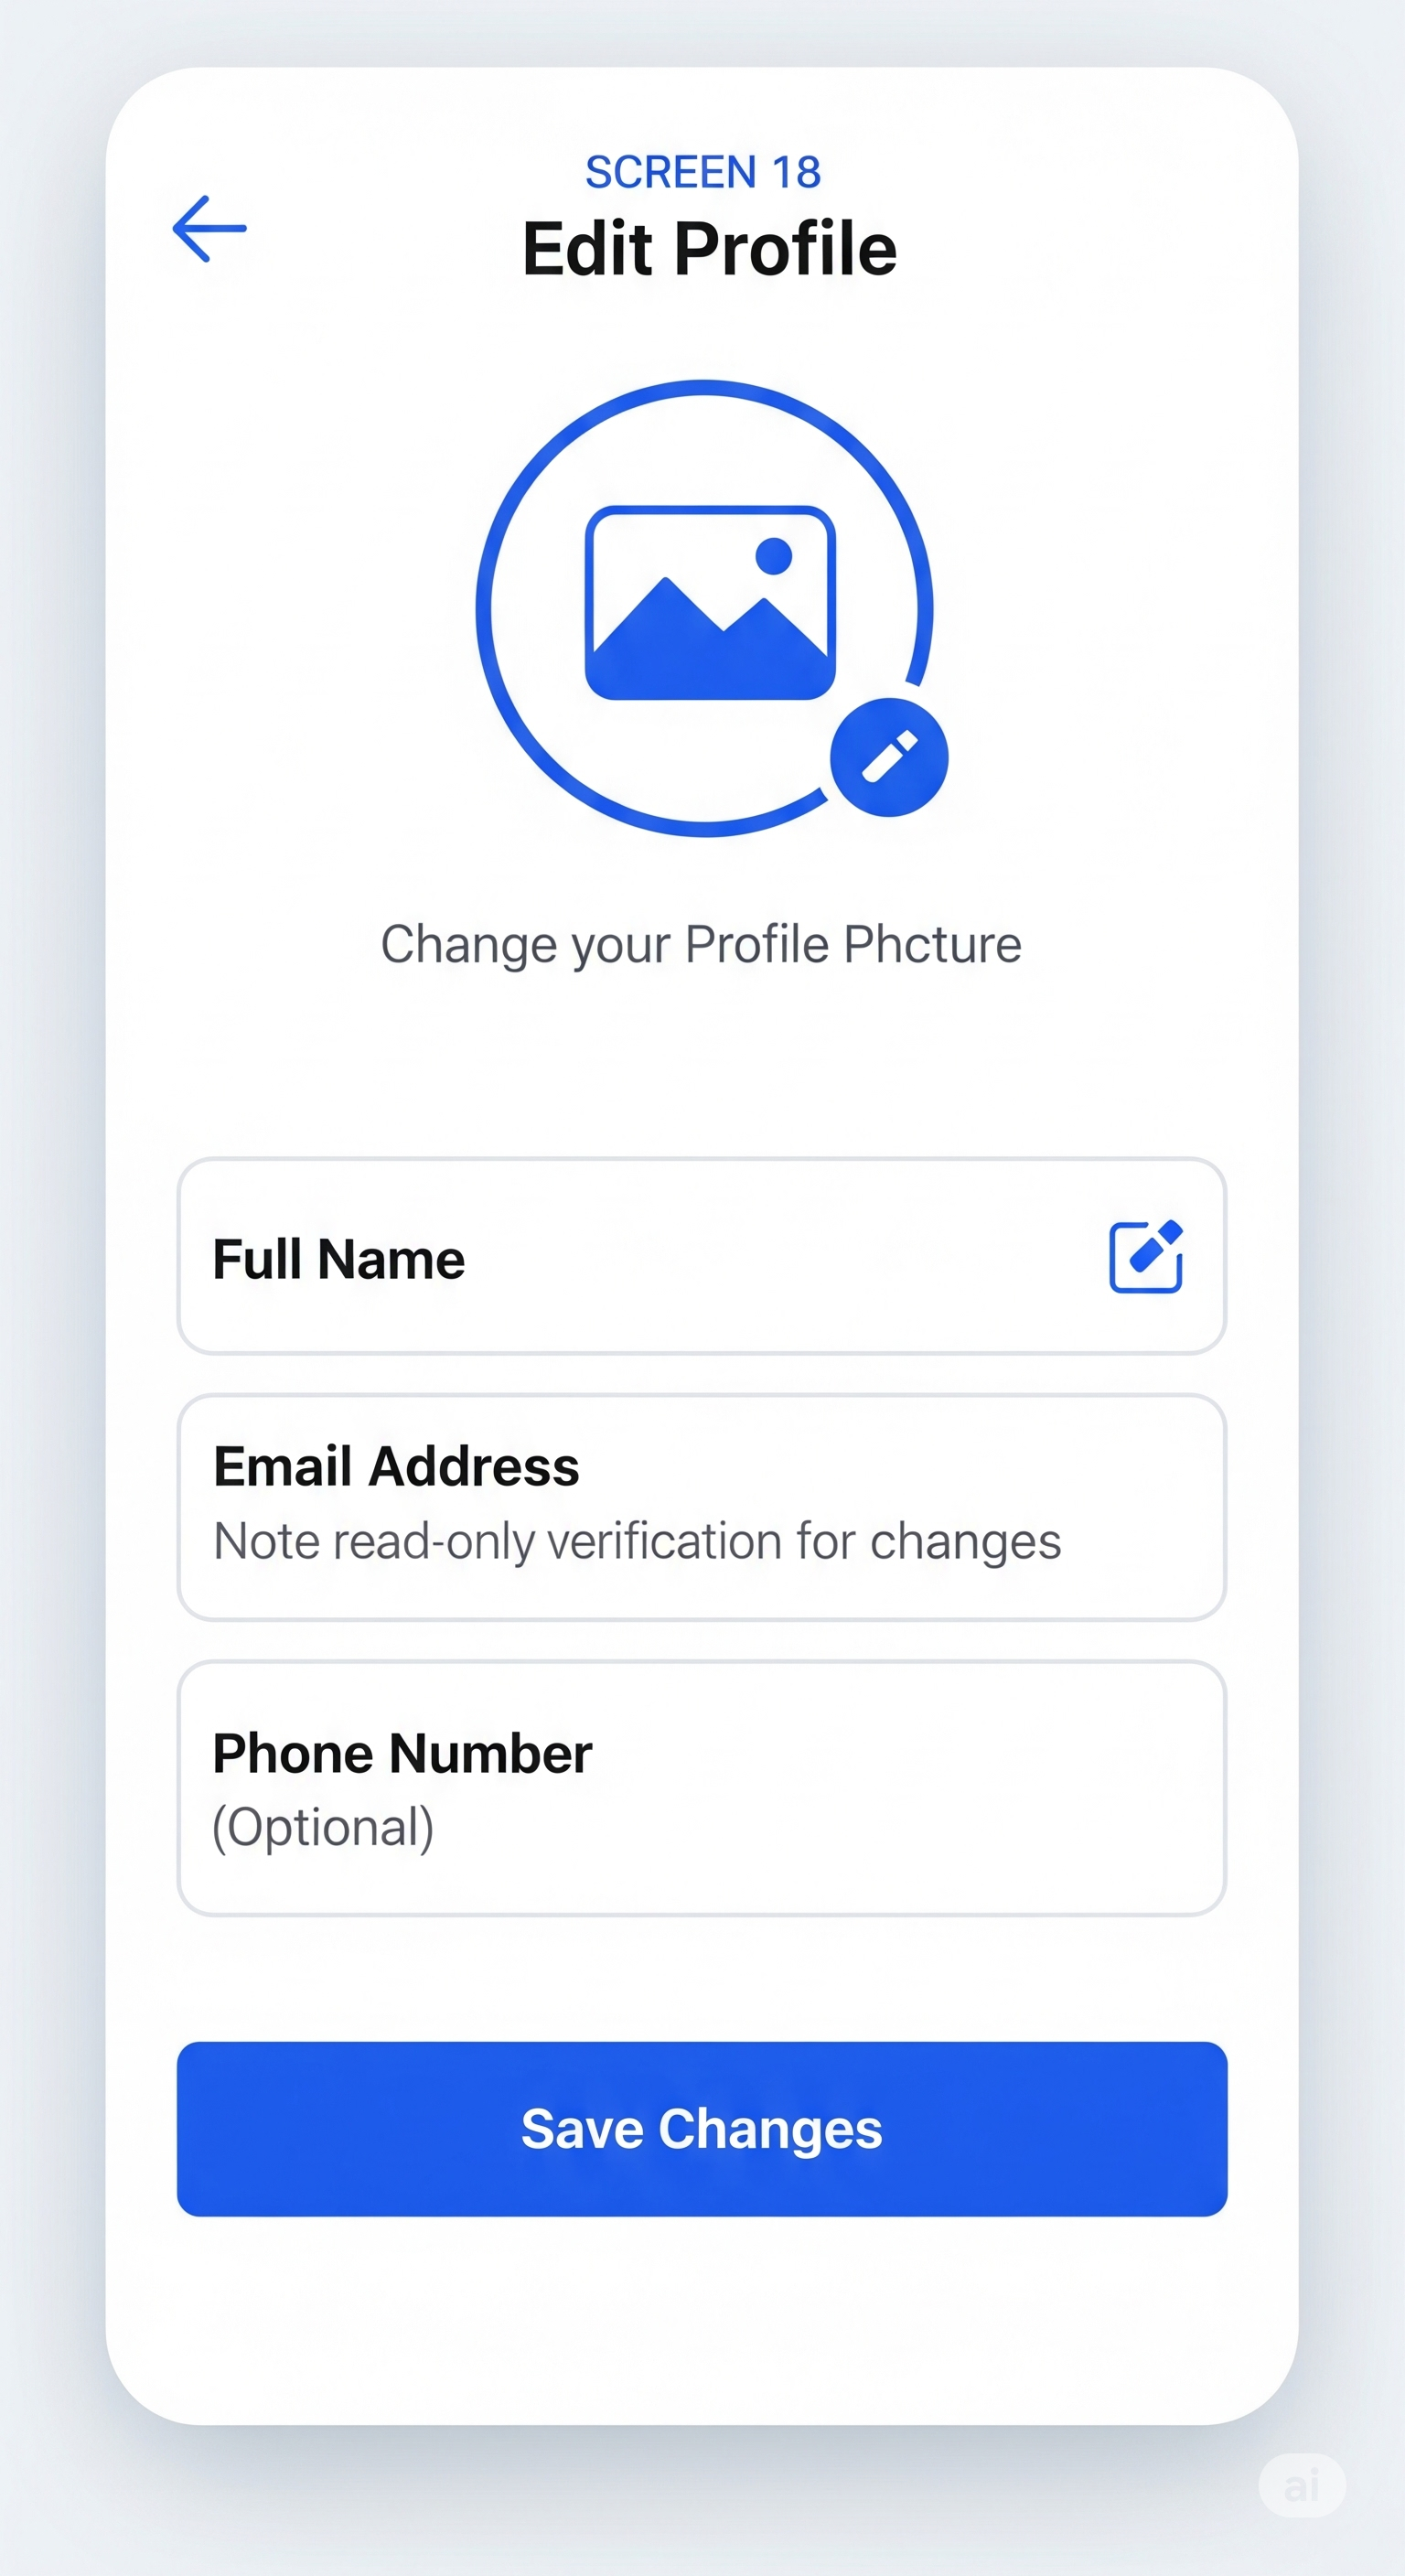 SCREEN 18
Edit Profile
Change your Profile Phcture
Full Name
Email Address
Note read-only verification for changes
Phone Number
(Optional)
Save Changes
ai